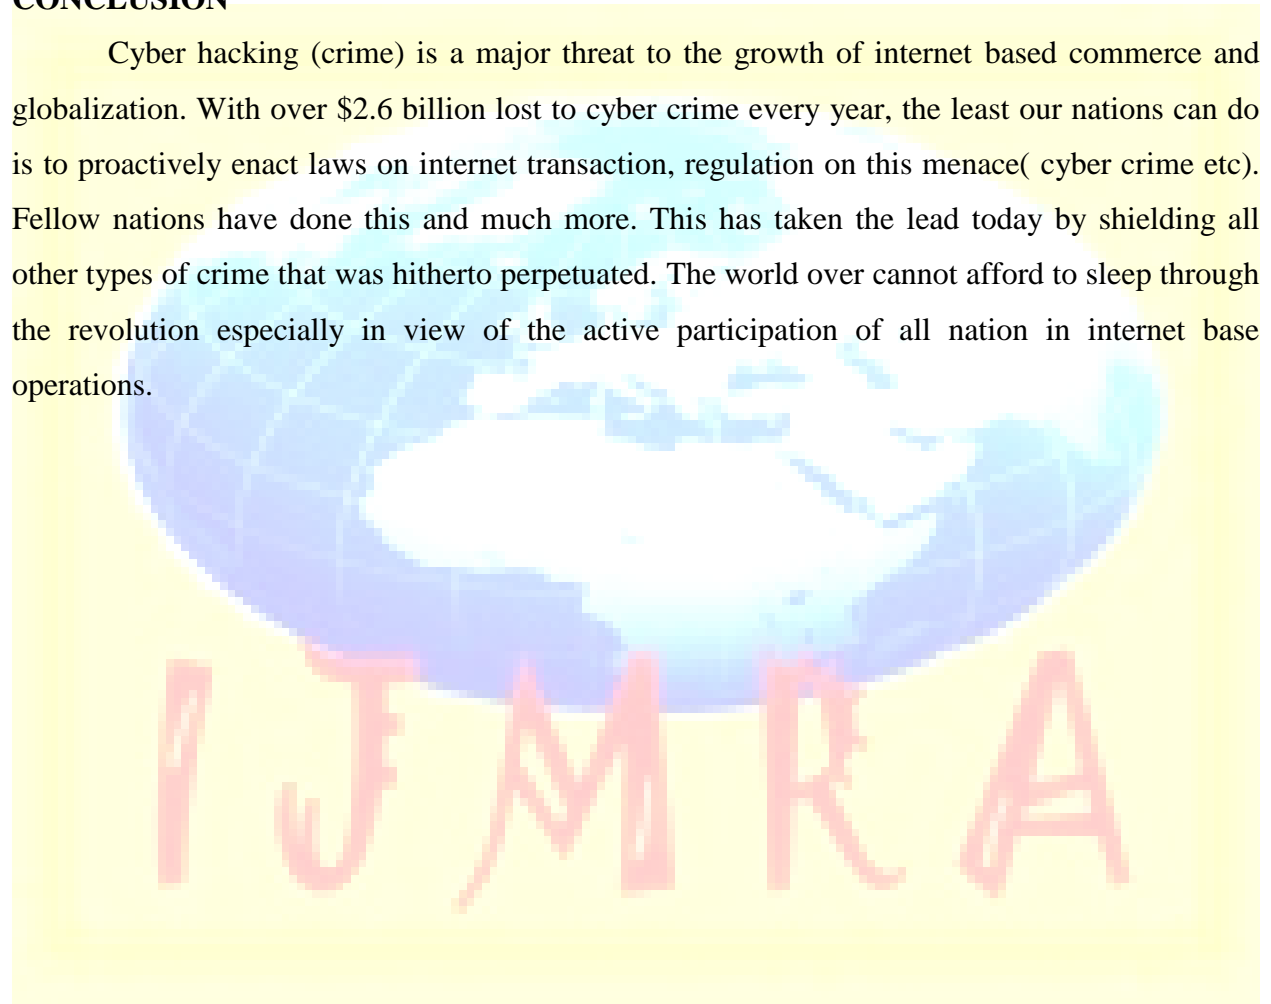 CONCLUSION
Cyber hacking (crime) is a major threat to the growth of internet based commerce and
globalization. With over $2.6 billion lost to cyber crime every year, the least our nations can do
is to proactively enact laws on internet transaction, regulation on this menace( cyber crime etc).
Fellow nations have done this and much more. This has taken the lead today by shielding all
other types of crime that was hitherto perpetuated. The world over cannot afford to sleep through
the revolution especially in view of the active participation of all nation in internet base
operations.
IJMRA